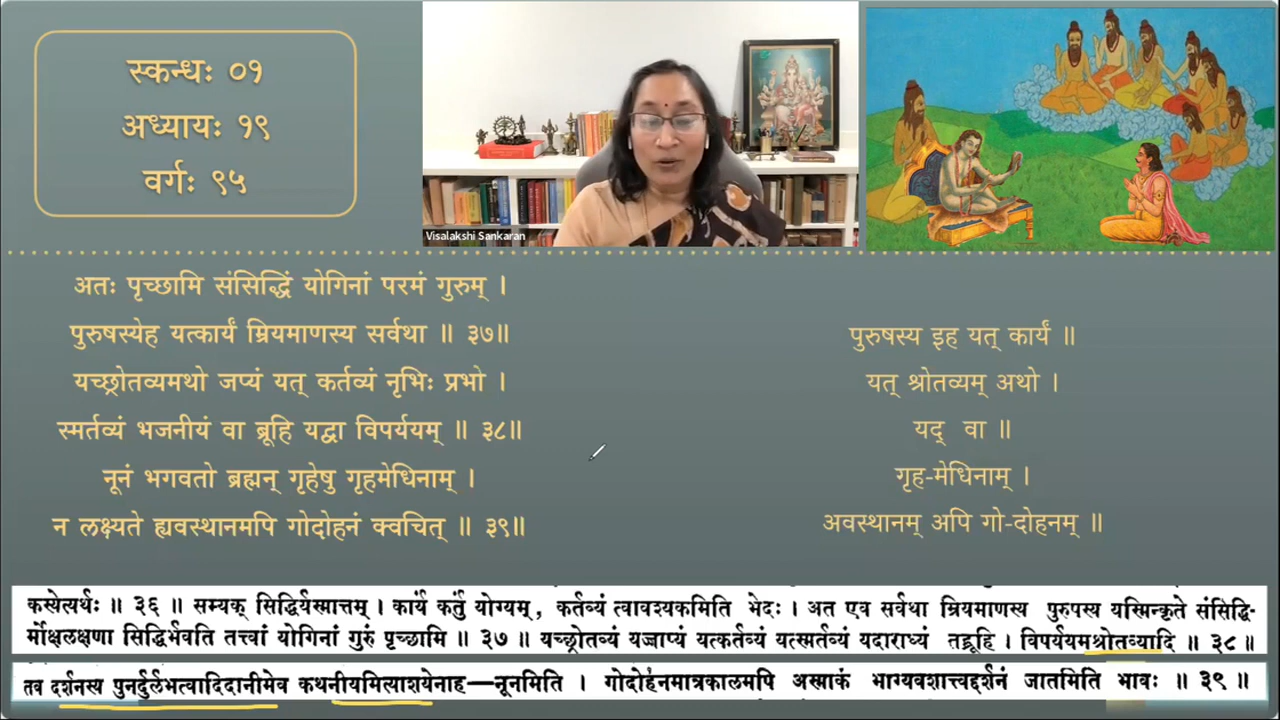 स्कन्धः ०१
अध्यायः १९
वर्गः ९५
Visalakshi Sankaran
अतः पृच्छामि संसिद्धिं योगिनां परमं गुरुम् ।
पुरुषस्येह यत्कार्यं म्रियमाणस्य सर्वथा ॥ ३७॥
यच्छ्रोतव्यमथो जप्यं यत् कर्तव्यं नृभिः प्रभो ।
स्मर्तव्यं भजनीयं वा ब्रूहि यद्वा विपर्ययम् ॥ ३८॥
नूनं भगवतो ब्रह्मन् गृहेषु गृहमेधिनाम् ।
न लक्ष्यते ह्यवस्थानमपि गोदोहनं क्वचित् ॥ ३९॥
पुरुषस्य इह यत् कार्यं ॥
यत् श्रोतव्यम् अथो ।
यद् वा ॥
गृह-मेधिनाम् ।
अवस्थानम् अपि गो-दोहनम् ॥
कस्येत्यर्थः ॥ ३६ ॥ सम्यक् सिद्धिर्यस्मात्तम् । कार्यं कर्तुं योग्यम्, कर्तव्यं त्वावश्यकमिति भेदः । अत एव सर्वथा म्रियमाणस्य पुरुषस्य यस्मिन्कृते संसिद्धि-
र्मोक्षलक्षणा सिद्धिर्भवति तत्त्वां योगिनां गुरुं पृच्छामि ॥ ३७ ॥ यच्छ्रोतव्यं यज्जाप्यं यत्कर्तव्यं यत्स्मर्तव्यं यदाराध्यं तद्ब्रूहि । विपर्ययमश्रोतव्यादि ॥ ३८ ॥
तव दर्शनस्य पुनर्दुर्लभत्वादिदानीमेव कथनीयमित्याशयेनाह—नूनमिति । गोदोहनमात्रकालमपि अस्माकं भाग्यवशात्त्वद्दर्शनं जातमिति भावः ॥ ३९ ॥